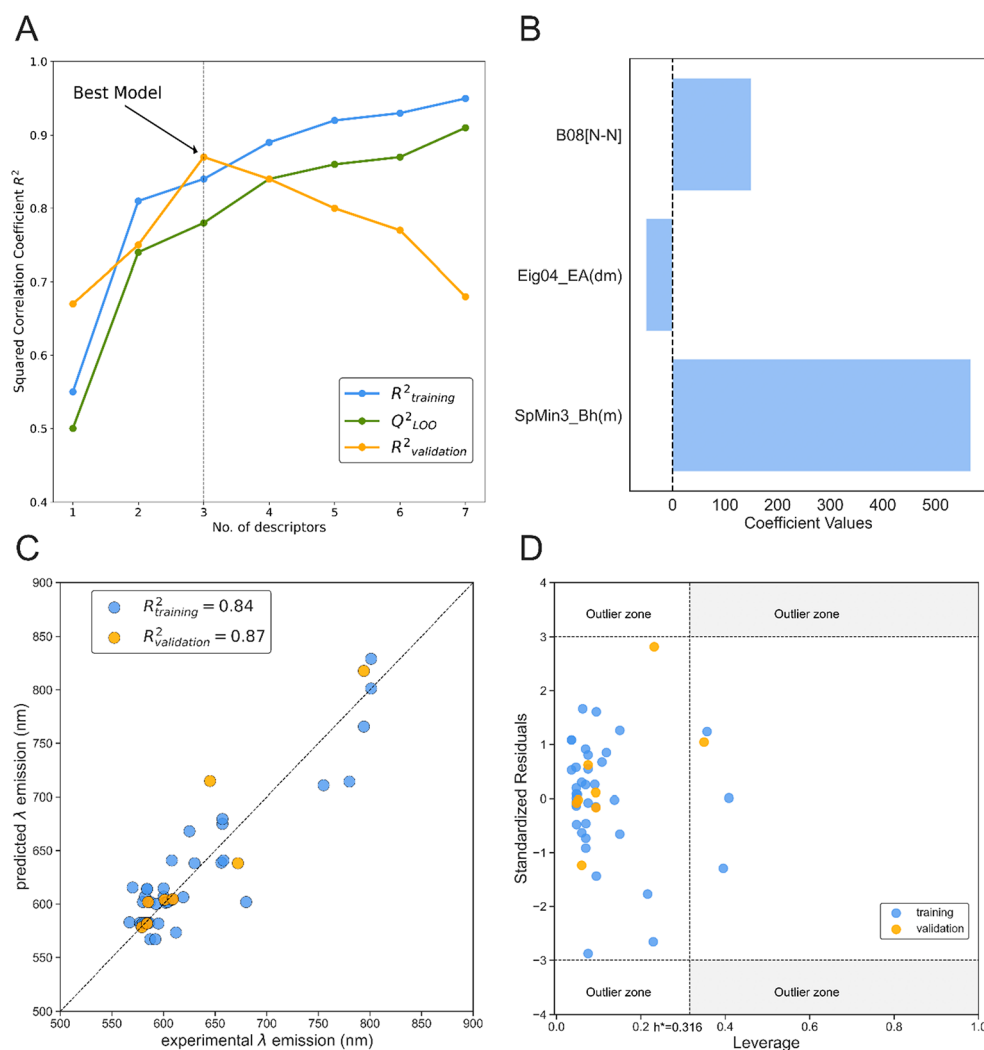 A
Squared Correlation Coefficient R²
1.0
0.9
0.8
0.7
0.6
0.5
0.4
Best Model
R²training
Q²LOO
R²validation
1 2 3 4 5 6 7
No. of descriptors
B
B08[N-N]
Eig04_EA(dm)
SpMin3_Bh(m)
0 100 200 300 400 500
Coefficient Values
C
predicted λ emission (nm)
900
850
800
750
700
650
600
550
500
R²training = 0.84
R²validation = 0.87
500 550 600 650 700 750 800 850 900
experimental λ emission (nm)
D
Standardized Residuals
4
3
2
1
0
−1
−2
−3
−4
Outlier zone Outlier zone
training
validation
Outlier zone Outlier zone
0.0 0.2 h*=0.316 0.4 0.6 0.8 1.0
Leverage